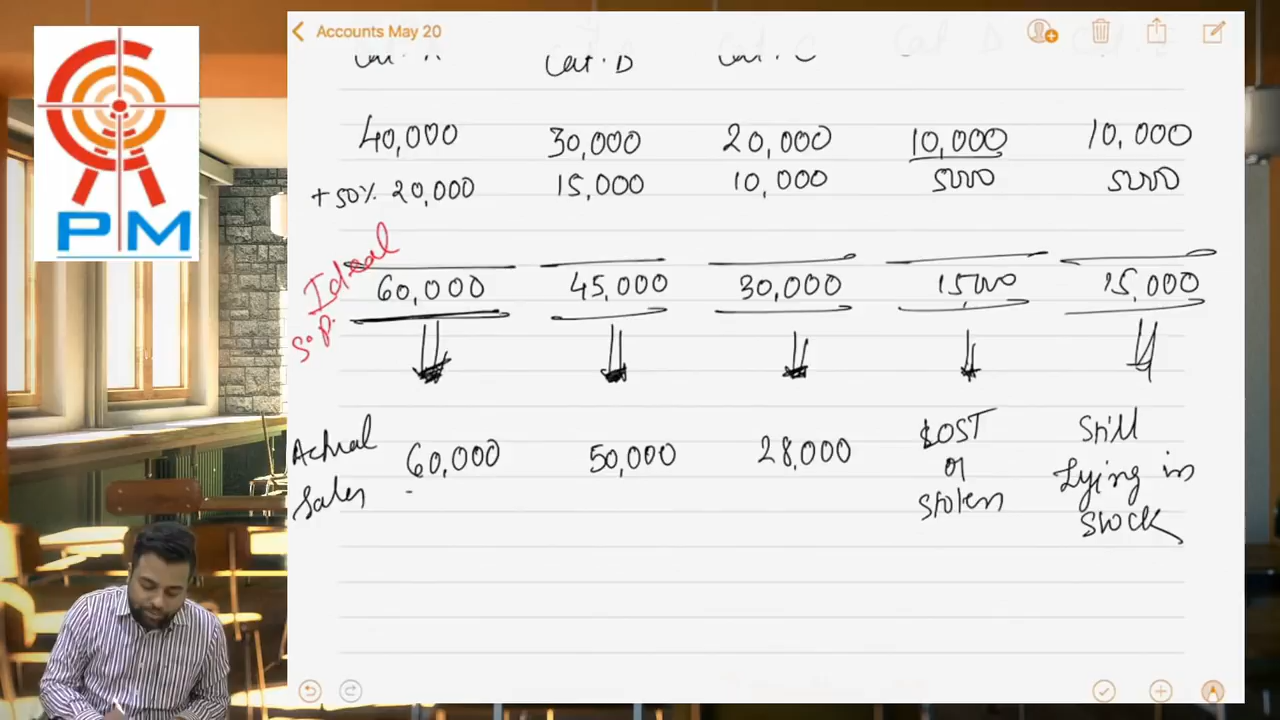 Accounts May 20
PM
Cat. C
Cat D
40,000 30,000 20,000 10,000 10,000
+50% 20,000 15,000 10,000 5000 5000
Ideal
S.P.
60,000 45,000 30,000 15000 15,000
Actual
Sales
60,000 50,000 28,000
LOST
or
Stolen
Still
Lying in
Stock